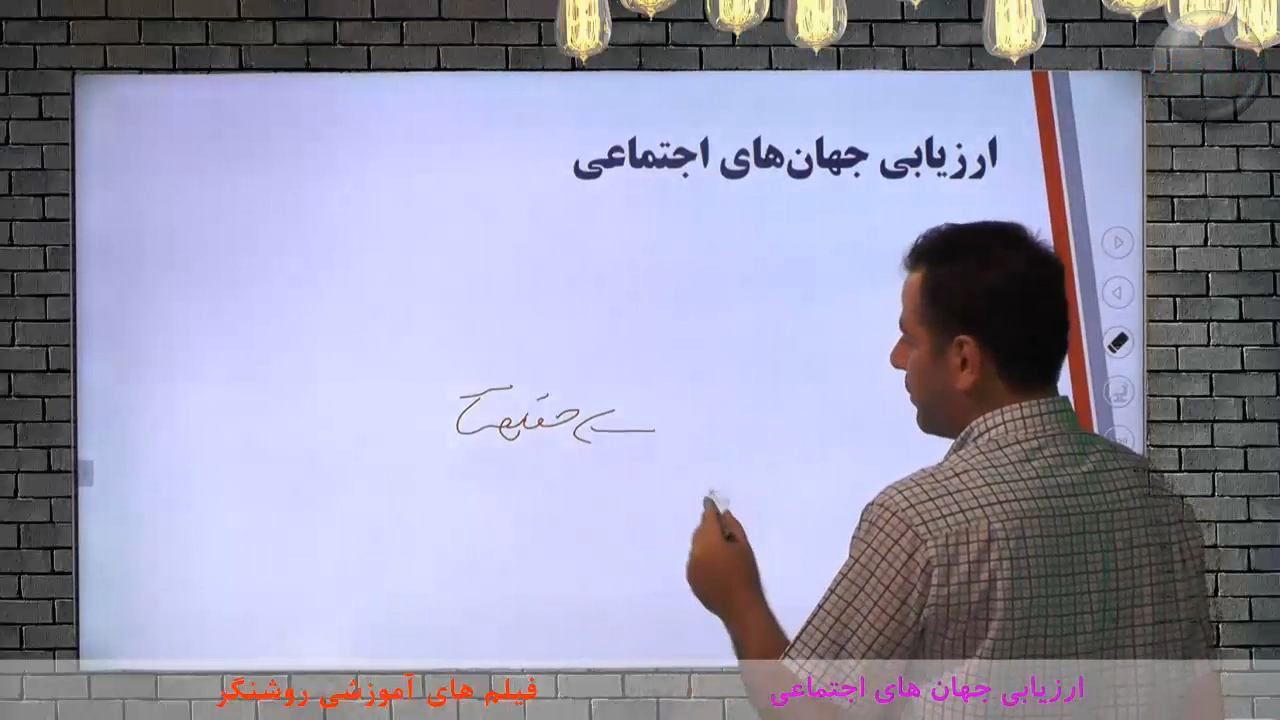 ارزیابی جهان‌های اجتماعی
ارزیابی جهان های اجتماعی
فیلم های آموزشی روشنگر